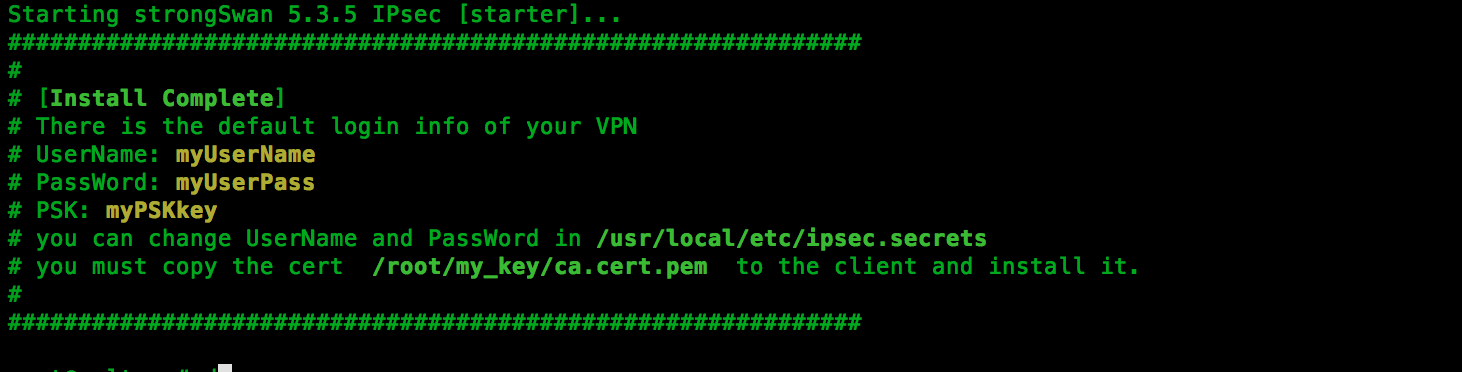 Starting strongSwan 5.3.5 IPsec [starter]...
#############################################################
#
# [Install Complete]
# There is the default login info of your VPN
# UserName: myUserName
# PassWord: myUserPass
# PSK: myPSKkey
# you can change UserName and PassWord in /usr/local/etc/ipsec.secrets
# you must copy the cert  /root/my_key/ca.cert.pem  to the client and install it.
#
#############################################################